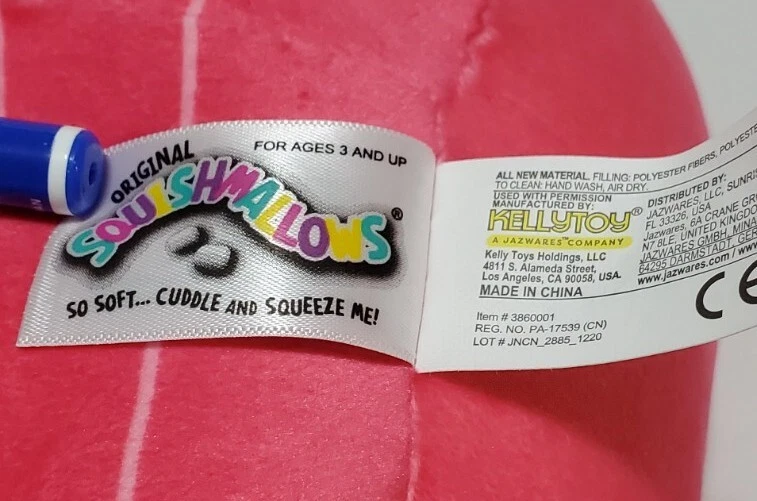 ORIGINAL
SQUISHMALLOWS®
FOR AGES 3 AND UP
SO SOFT... CUDDLE AND SQUEEZE ME!
ALL NEW MATERIAL. FILLING: POLYESTER FIBERS, POLYESTE
TO CLEAN: HAND WASH, AIR DRY.
USED WITH PERMISSION
MANUFACTURED BY:
KELLYTOY®
A JAZWARES™ COMPANY
Kelly Toys Holdings, LLC
4811 S. Alameda Street,
Los Angeles, CA 90058, USA.
MADE IN CHINA
Item # 3860001
REG. NO. PA-17539 (CN)
LOT # JNCN_2885_1220
DISTRIBUTED BY:
JAZWARES, LLC, SUNRIS
FL 33326, USA
Jazwares, 6A CRANE GR
N7 8LE, UNITED KINGDO
JAZWARES GMBH, MINA
64295 DARMSTADT, GE
www.jazwares.com / www
CE